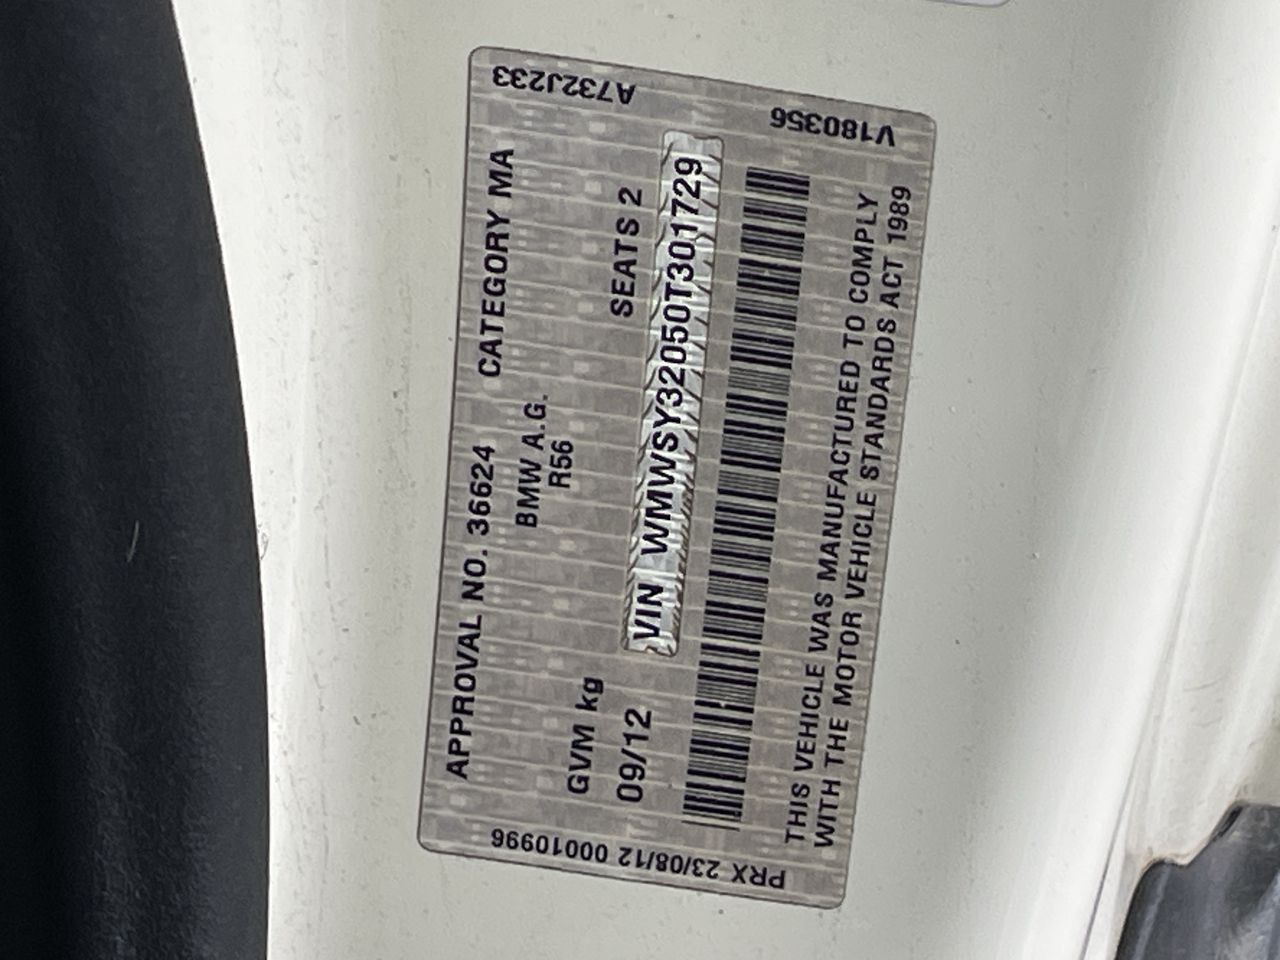 APPROVAL NO. 36624 CATEGORY MA
BMW A.G.
R56
GVM kg
09/12 SEATS 2
VIN WMWSY32050T301729
THIS VEHICLE WAS MANUFACTURED TO COMPLY
WITH THE MOTOR VEHICLE STANDARDS ACT 1989
A732J233
V180356
PRX 23/08/12 00010996